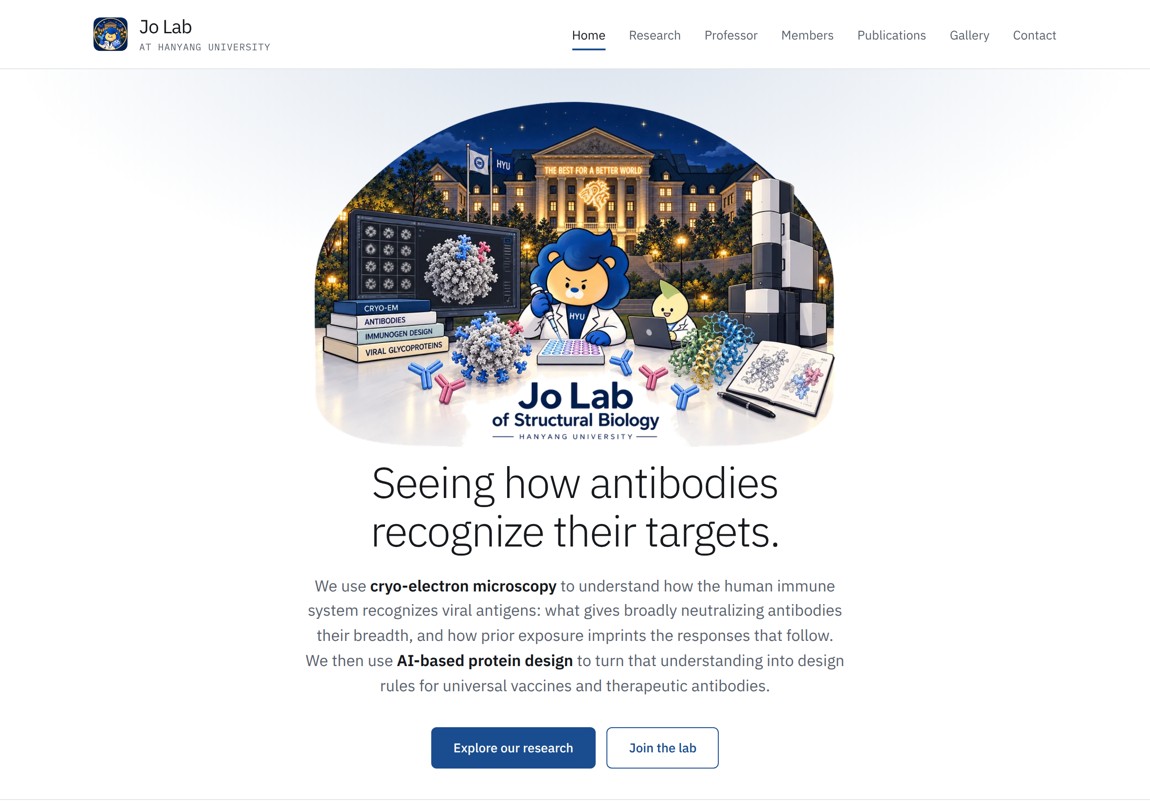 Jo Lab
AT HANYANG UNIVERSITY
Home
Research
Professor
Members
Publications
Gallery
Contact
HYU
THE BEST FOR A BETTER WORLD
CRYO-EM
ANTIBODIES
IMMUNOGEN DESIGN
VIRAL GLYCOPROTEINS
HYU
Jo Lab
of Structural Biology
HANYANG UNIVERSITY
Seeing how antibodies
recognize their targets.
We use cryo-electron microscopy to understand how the human immune
system recognizes viral antigens: what gives broadly neutralizing antibodies
their breadth, and how prior exposure imprints the responses that follow.
We then use AI-based protein design to turn that understanding into design
rules for universal vaccines and therapeutic antibodies.
Explore our research
Join the lab